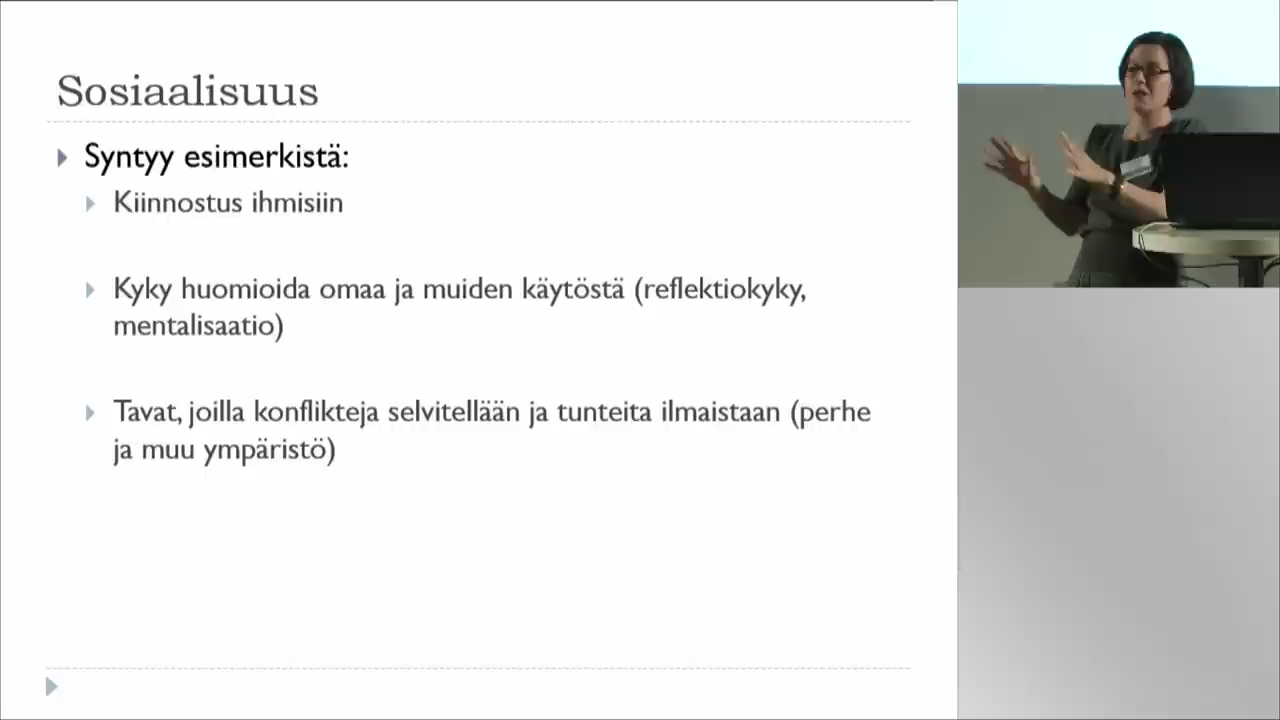 Sosiaalisuus
Syntyy esimerkistä:
Kiinnostus ihmisiin
Kyky huomioida omaa ja muiden käytöstä (reflektiokyky,
mentalisaatio)
Tavat, joilla konflikteja selvitellään ja tunteita ilmaistaan (perhe
ja muu ympäristö)